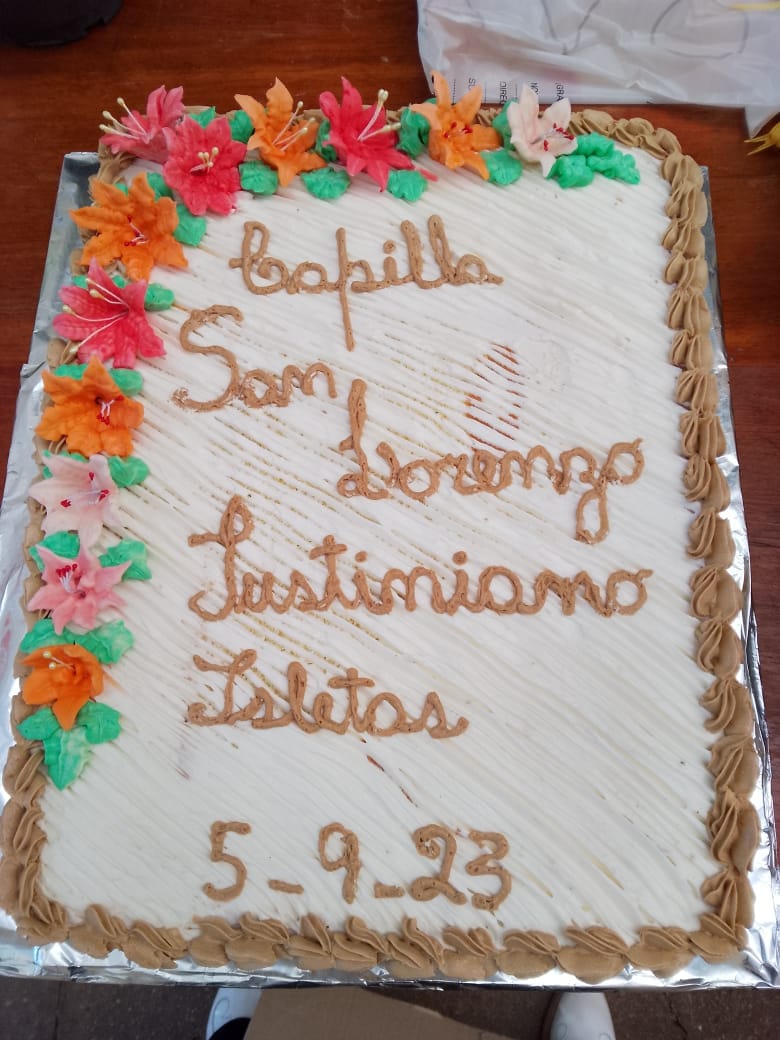 Capilla
San
Lorenzo
Justiniano
Isletas
5-9-23